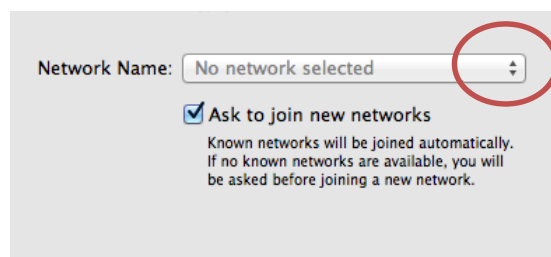 Network Name: No network selected
Ask to join new networks
Known networks will be joined automatically.
If no known networks are available, you will
be asked before joining a new network.